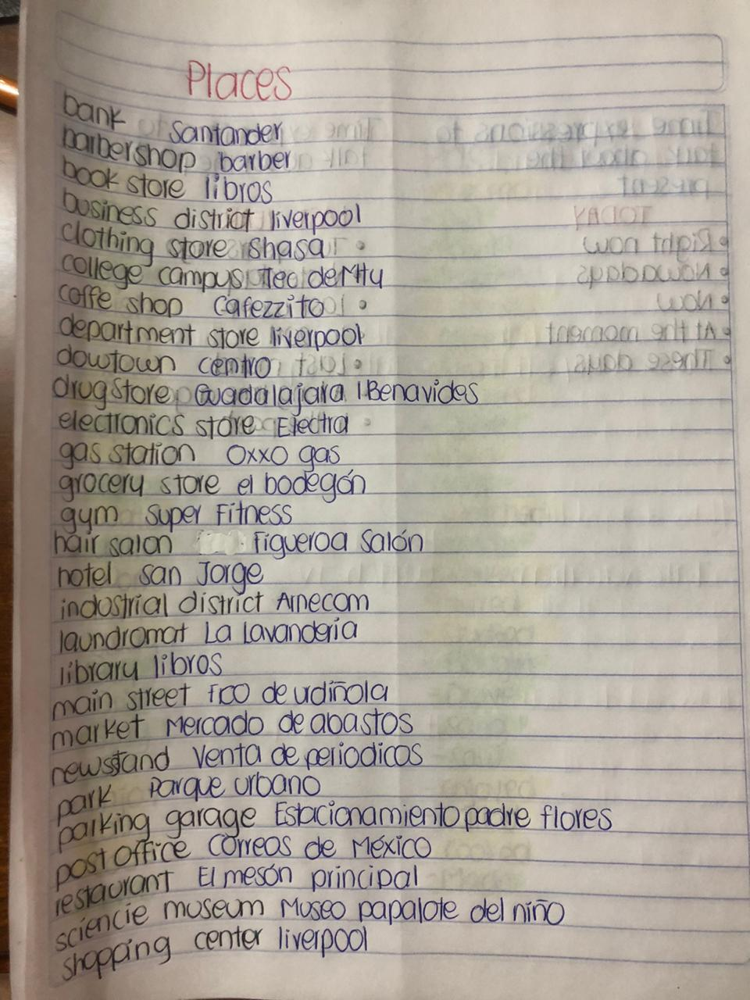 Places
bank Santander
barbershop barber
book store libros
business district liverpool
clothing store Shasa
college campus Tec de Mty
coffe shop Cafezzito
department store liverpool
dowtown centro
drugstore Guadalajara / Benavides
electronics store Electra
gas station Oxxo gas
grocery store el bodegón
gym Super Fitness
hair salon Figueroa Salón
hotel San Jorge
industrial district Arnecom
laundromat La Lavandería
library libros
main street Fco de urdiñola
market Mercado de abastos
newsstand Venta de periodicos
park Parque urbano
parking garage Estacionamiento padre flores
post office Correos de México
restaurant El mesón principal
sciencie museum Museo papalote del niño
shopping center liverpool